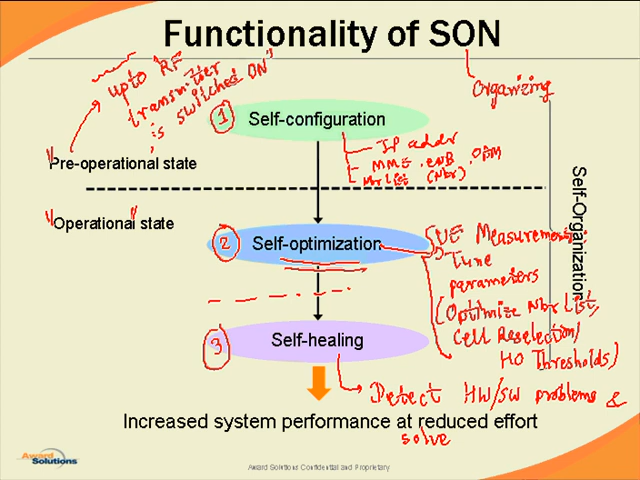 Functionality of SON
Organizing
"upto RF
transmitter
is switched ON"
1
Self-configuration
IP addr
MME, eNB, OAM
Nbr List (Nbr)
"Pre-operational state"
"Operational" state
2
Self-optimization
UE Measurements
Tune
parameters
(Optimize Nbr List,
Cell Reselection/
HO Thresholds)
Self-Organization
3
Self-healing
Detect HW/SW problems &
solve
Increased system performance at reduced effort
Award
Solutions
Award Solutions Confidential and Proprietary